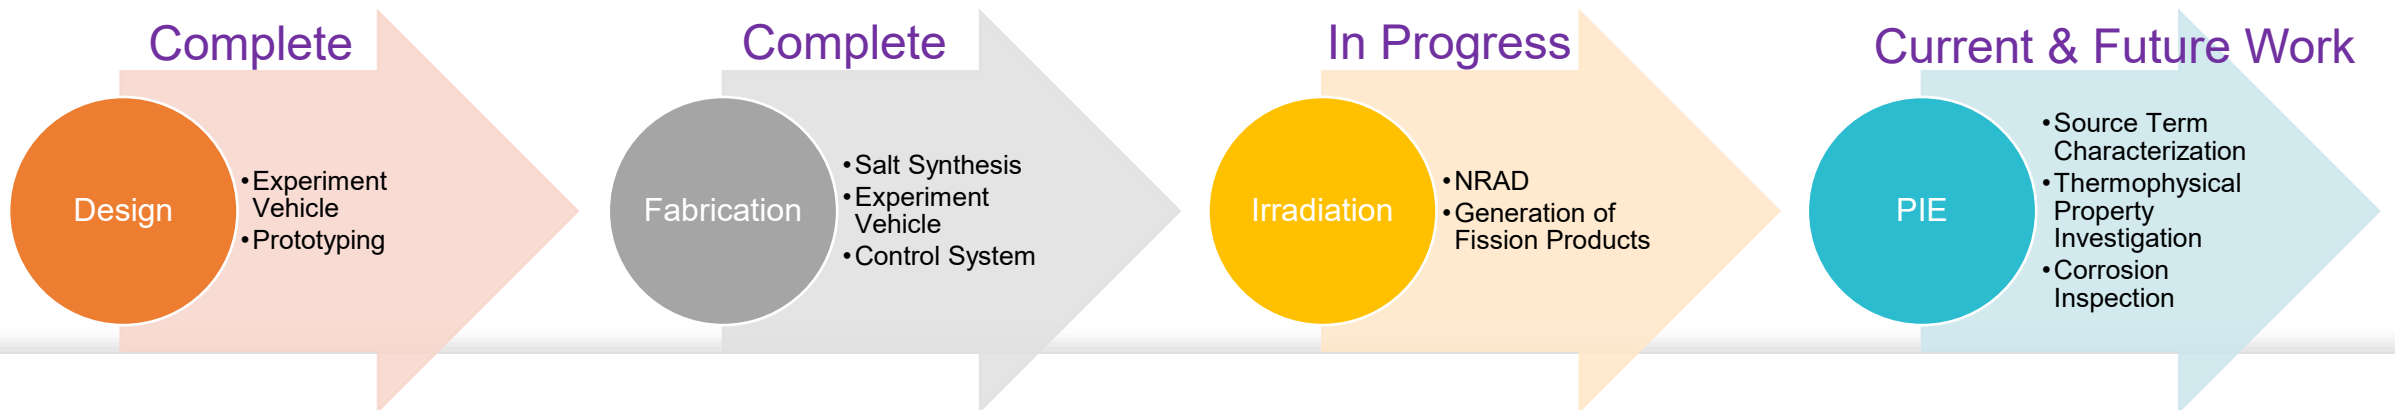 Complete
Design
•Experiment
Vehicle
•Prototyping
Complete
Fabrication
•Salt Synthesis
•Experiment
Vehicle
•Control System
In Progress
Irradiation
•NRAD
•Generation of
Fission Products
Current & Future Work
PIE
•Source Term
Characterization
•Thermophysical
Property
Investigation
•Corrosion
Inspection